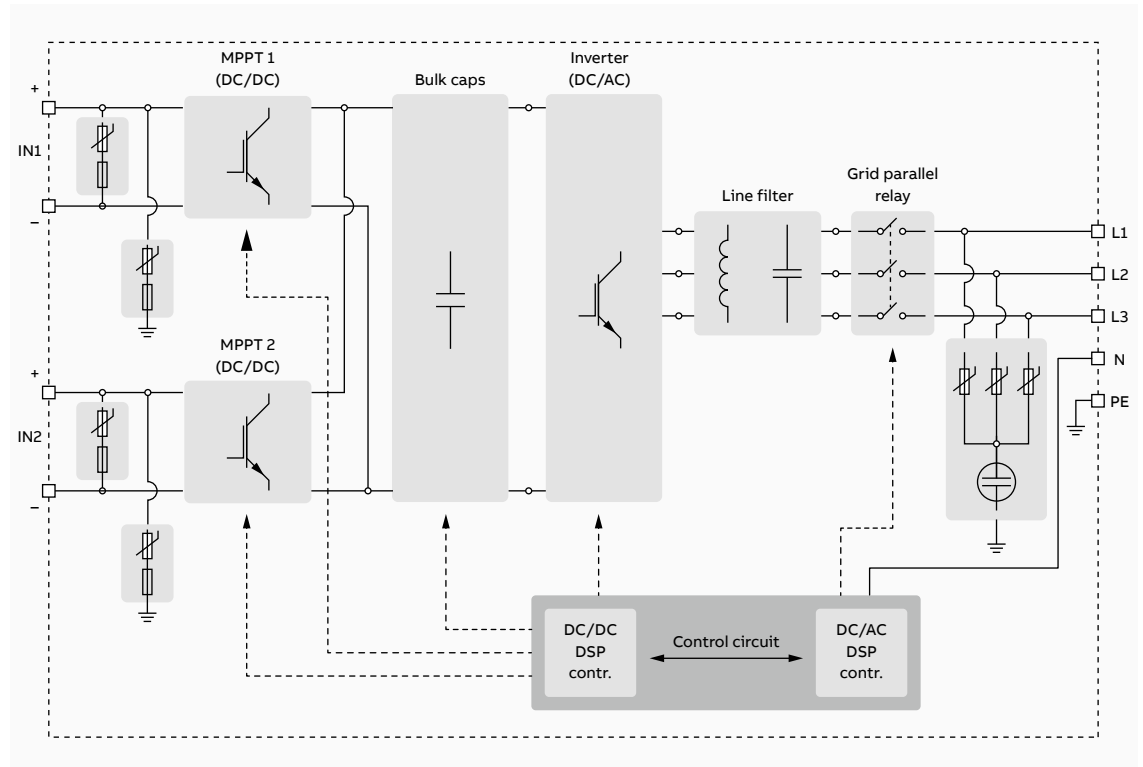 MPPT 1
(DC/DC)
Bulk caps
Inverter
(DC/AC)
+
IN1
–
Line filter
Grid parallel
relay
L1
L2
L3
N
PE
MPPT 2
(DC/DC)
+
IN2
–
DC/DC
DSP
contr.
Control circuit
DC/AC
DSP
contr.